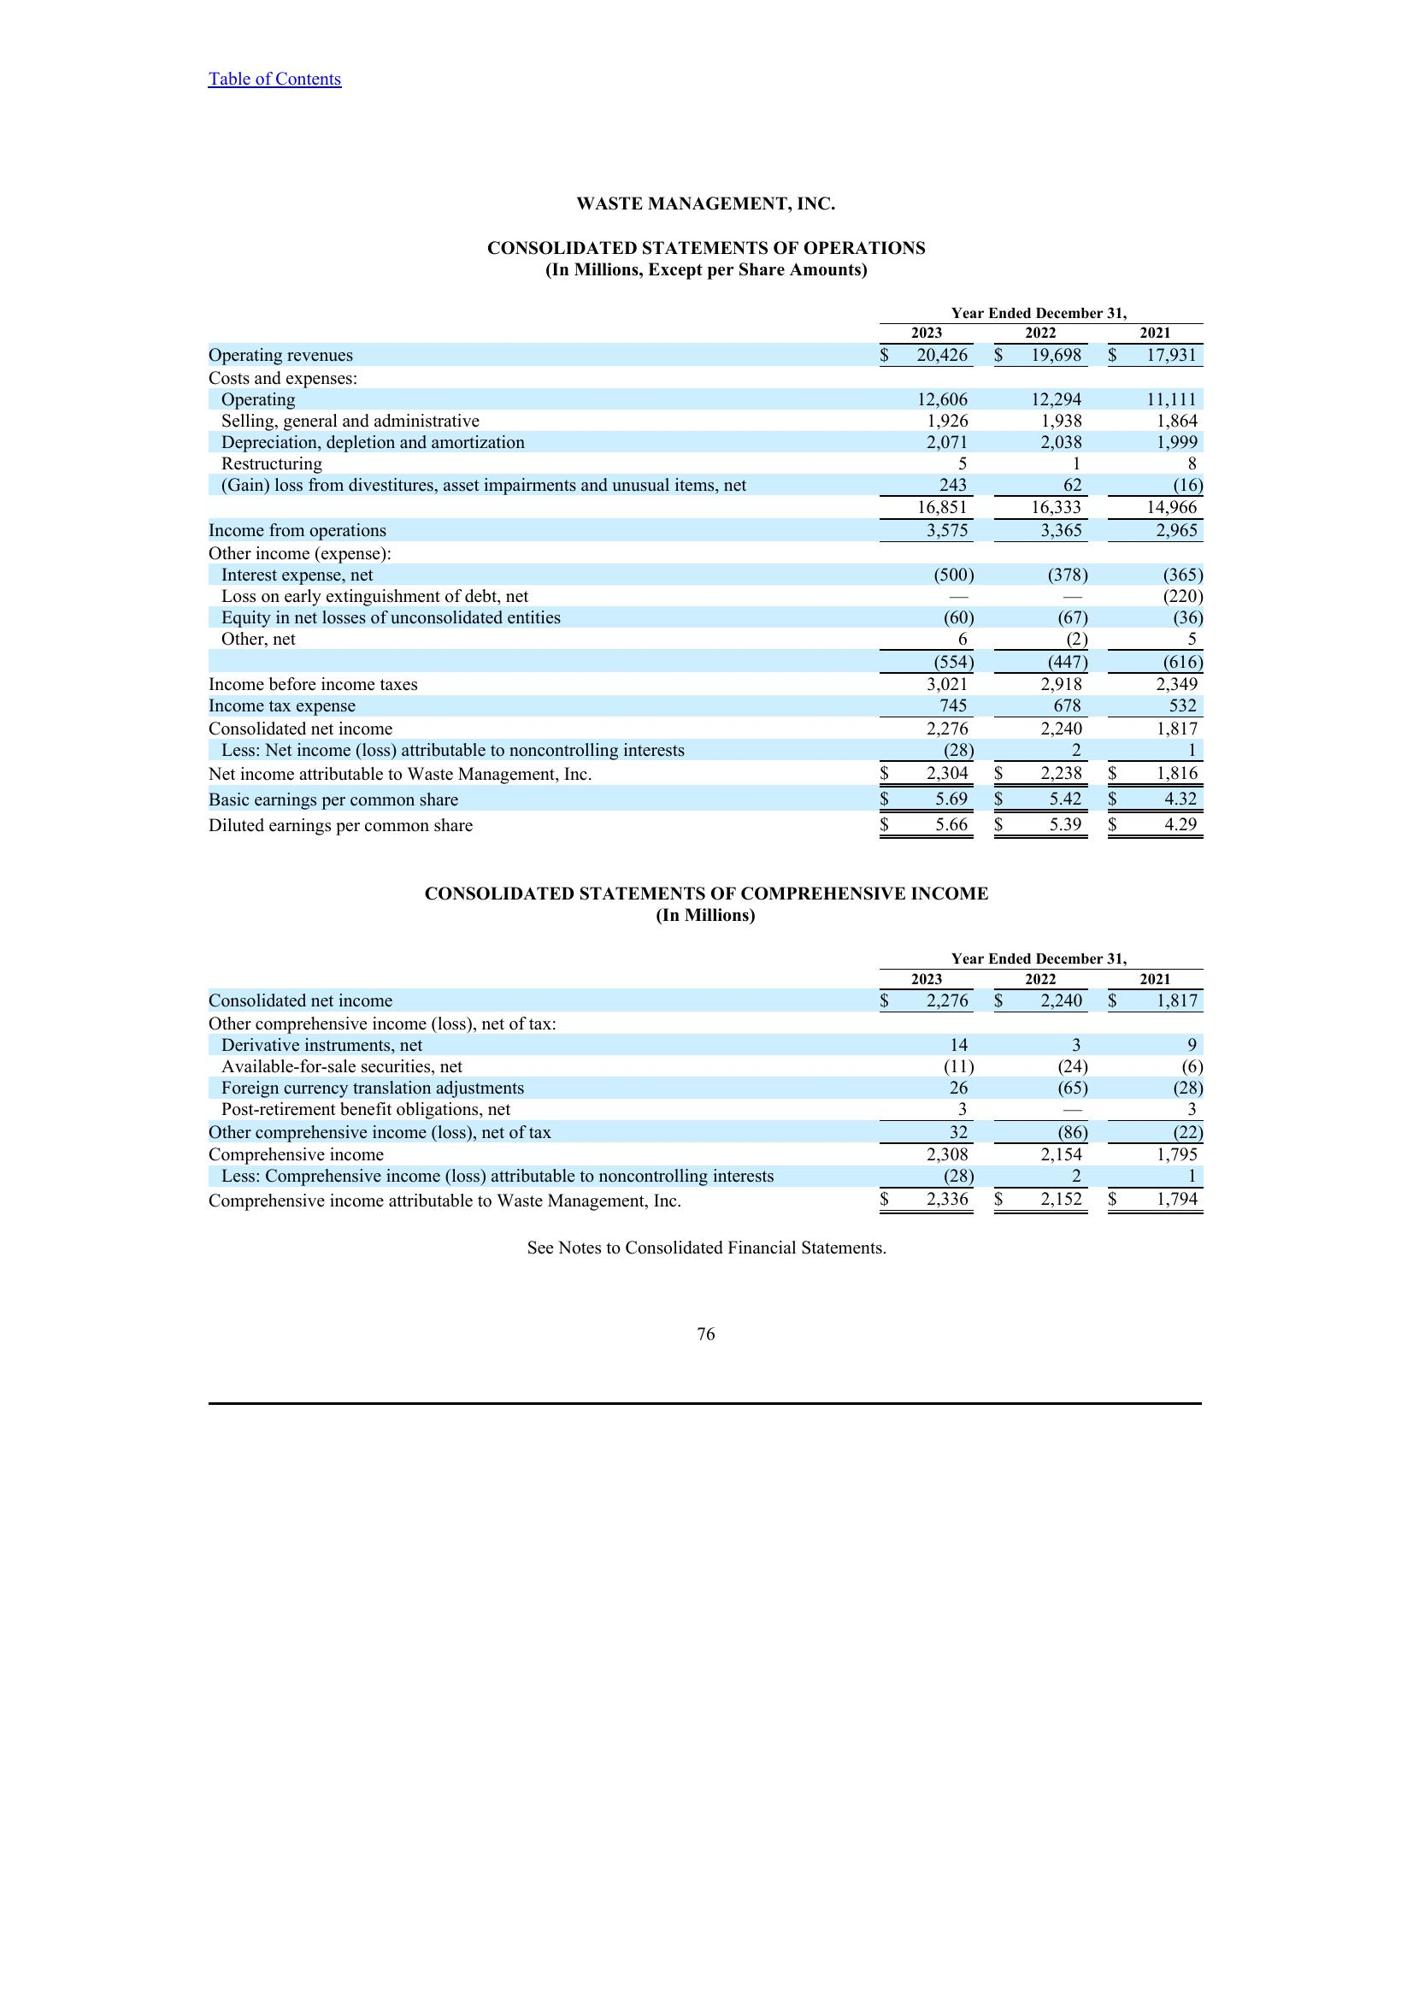 Table of Contents
WASTE MANAGEMENT, INC.
CONSOLIDATED STATEMENTS OF OPERATIONS
(In Millions, Except per Share Amounts)
Year Ended December 31,
2023 2022 2021
Operating revenues $ 20,426 $ 19,698 $ 17,931
Costs and expenses:
Operating 12,606 12,294 11,111
Selling, general and administrative 1,926 1,938 1,864
Depreciation, depletion and amortization 2,071 2,038 1,999
Restructuring 5 1 8
(Gain) loss from divestitures, asset impairments and unusual items, net 243 62 (16)
16,851 16,333 14,966
Income from operations 3,575 3,365 2,965
Other income (expense):
Interest expense, net (500) (378) (365)
Loss on early extinguishment of debt, net — — (220)
Equity in net losses of unconsolidated entities (60) (67) (36)
Other, net 6 (2) 5
(554) (447) (616)
Income before income taxes 3,021 2,918 2,349
Income tax expense 745 678 532
Consolidated net income 2,276 2,240 1,817
Less: Net income (loss) attributable to noncontrolling interests (28) 2 1
Net income attributable to Waste Management, Inc. $ 2,304 $ 2,238 $ 1,816
Basic earnings per common share $ 5.69 $ 5.42 $ 4.32
Diluted earnings per common share $ 5.66 $ 5.39 $ 4.29
CONSOLIDATED STATEMENTS OF COMPREHENSIVE INCOME
(In Millions)
Year Ended December 31,
2023 2022 2021
Consolidated net income $ 2,276 $ 2,240 $ 1,817
Other comprehensive income (loss), net of tax:
Derivative instruments, net 14 3 9
Available-for-sale securities, net (11) (24) (6)
Foreign currency translation adjustments 26 (65) (28)
Post-retirement benefit obligations, net 3 — 3
Other comprehensive income (loss), net of tax 32 (86) (22)
Comprehensive income 2,308 2,154 1,795
Less: Comprehensive income (loss) attributable to noncontrolling interests (28) 2 1
Comprehensive income attributable to Waste Management, Inc. $ 2,336 $ 2,152 $ 1,794
See Notes to Consolidated Financial Statements.
76